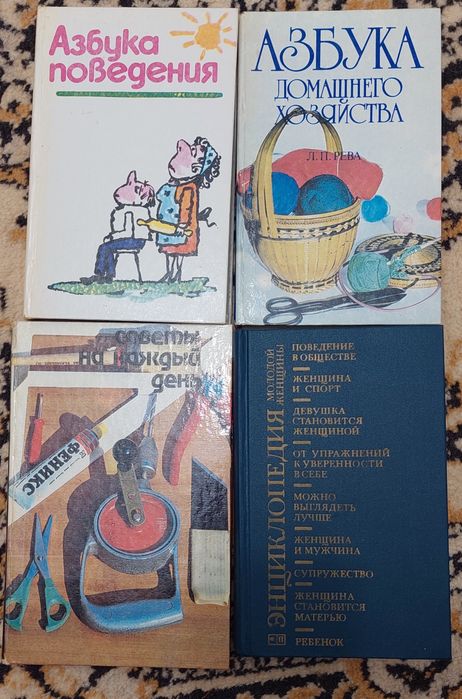 Азбука
поведения
АЗБУКА
ДОМАШНЕГО
ХОЗЯЙСТВА
Л. П. РЕВА
советы
на каждый
день
ФЕНИКС
ЭНЦИКЛОПЕДИЯ
МОЛОДОЙ
ЖЕНЩИНЫ
ПОВЕДЕНИЕ
В ОБЩЕСТВЕ
ЖЕНЩИНА
И СПОРТ
ДЕВУШКА
СТАНОВИТСЯ
ЖЕНЩИНОЙ
ОТ УПРАЖНЕНИЙ
К УВЕРЕННОСТИ
В СЕБЕ
МОЖНО
ВЫГЛЯДЕТЬ
ЛУЧШЕ
ЖЕНЩИНА
И МУЖЧИНА
СУПРУЖЕСТВО
ЖЕНЩИНА
СТАНОВИТСЯ
МАТЕРЬЮ
РЕБЕНОК